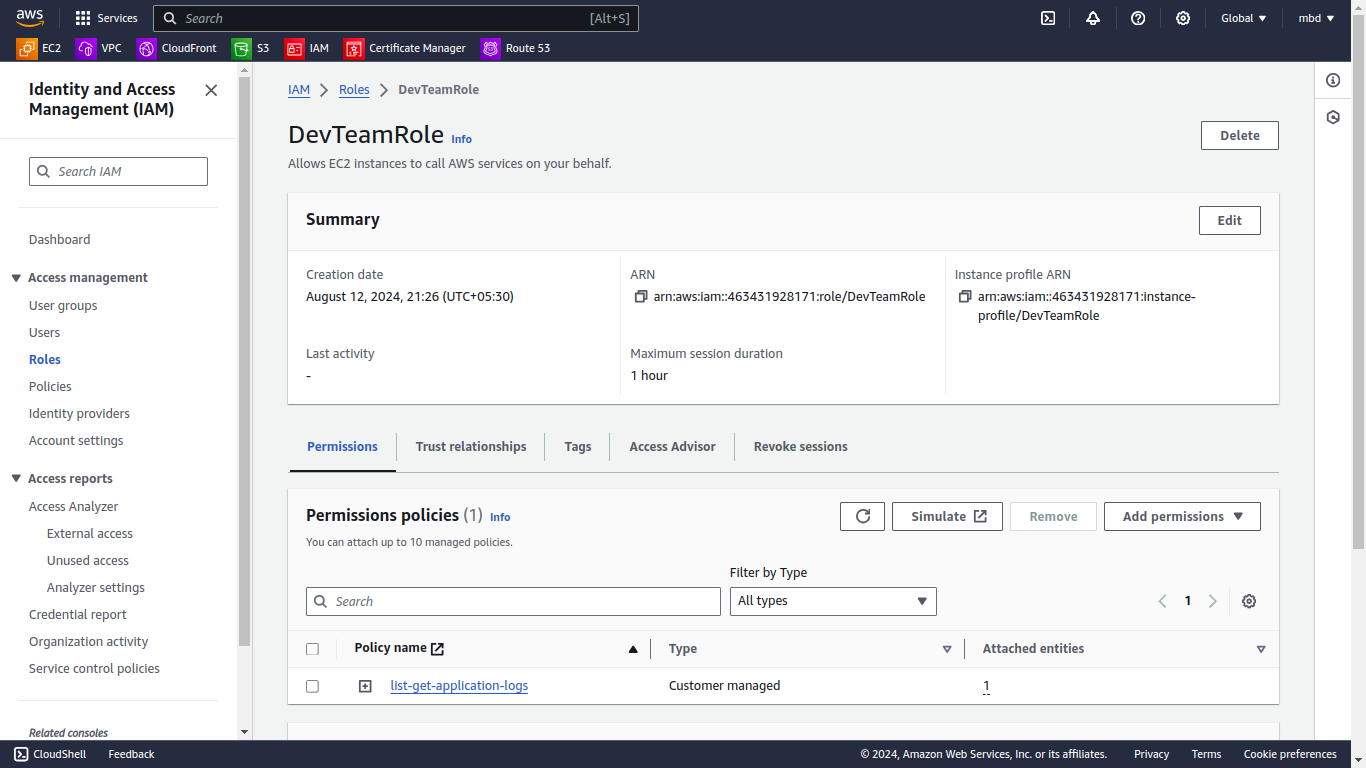 aws
Services
Search
[Alt+S]
Global
mbd
EC2
VPC
CloudFront
S3
IAM
Certificate Manager
Route 53
Identity and Access
Management (IAM)
Search IAM
Dashboard
Access management
User groups
Users
Roles
Policies
Identity providers
Account settings
Access reports
Access Analyzer
External access
Unused access
Analyzer settings
Credential report
Organization activity
Service control policies
Related consoles
IAM
Roles
DevTeamRole
DevTeamRole
Info
Delete
Allows EC2 instances to call AWS services on your behalf.
Summary
Edit
Creation date
August 12, 2024, 21:26 (UTC+05:30)
ARN
arn:aws:iam::463431928171:role/DevTeamRole
Instance profile ARN
arn:aws:iam::463431928171:instance-
profile/DevTeamRole
Last activity
-
Maximum session duration
1 hour
Permissions
Trust relationships
Tags
Access Advisor
Revoke sessions
Permissions policies (1)
Info
Simulate
Remove
Add permissions
You can attach up to 10 managed policies.
Filter by Type
Search
All types
1
Policy name
Type
Attached entities
list-get-application-logs
Customer managed
1
CloudShell
Feedback
© 2024, Amazon Web Services, Inc. or its affiliates.
Privacy
Terms
Cookie preferences